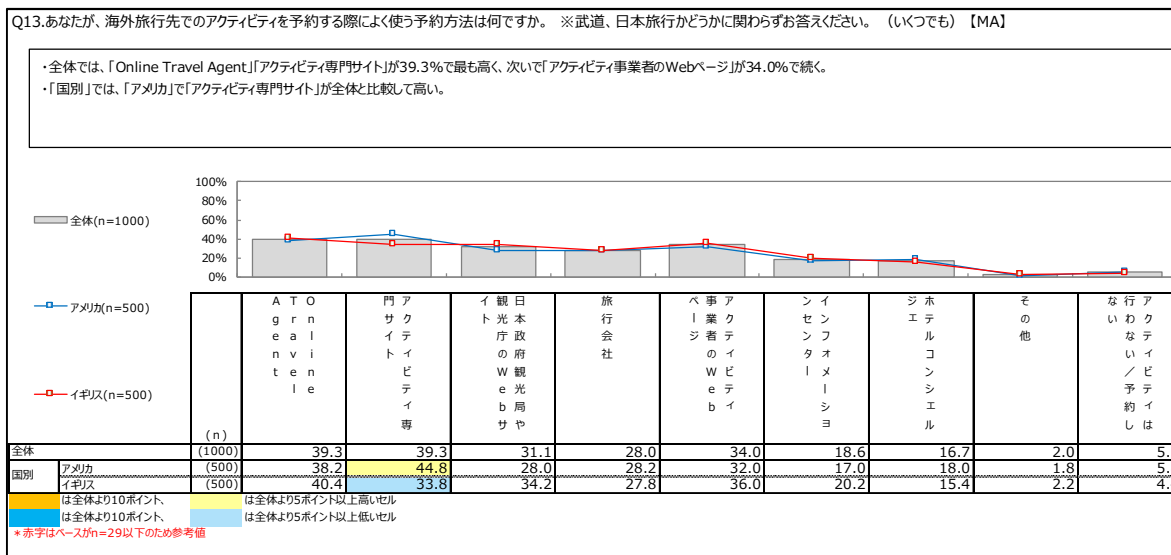 Q13.あなたが、海外旅行先でのアクティビティを予約する際によく使う予約方法は何ですか。 ※武道、日本旅行かどうかに関わらずお答えください。 (いくつでも) 【MA】
・全体では、「Online Travel Agent」「アクティビティ専門サイト」が39.3%で最も高く、次いで「アクティビティ事業者のWebページ」が34.0%で続く。
・「国別」では、「アメリカ」で「アクティビティ専門サイト」が全体と比較して高い。
100%
80%
60%
40%
20%
0%
全体(n=1000)
アメリカ(n=500)
イギリス(n=500)
(n)
Online Travel Agent
アクティビティ専門サイト
日本政府観光局や観光庁のWebサイト
旅行会社
アクティビティ事業者のWebページ
インフォメーションセンター
ホテルコンシェルジェ
その他
アクティビティは行わない/予約しない
全体 (1000) 39.3 39.3 31.1 28.0 34.0 18.6 16.7 2.0 5.
国別 アメリカ (500) 38.2 44.8 28.0 28.2 32.0 17.0 18.0 1.8 5.
イギリス (500) 40.4 33.8 34.2 27.8 36.0 20.2 15.4 2.2 4.
は全体より10ポイント、 は全体より5ポイント以上高いセル
は全体より10ポイント、 は全体より5ポイント以上低いセル
*赤字はベースがn=29以下のため参考値